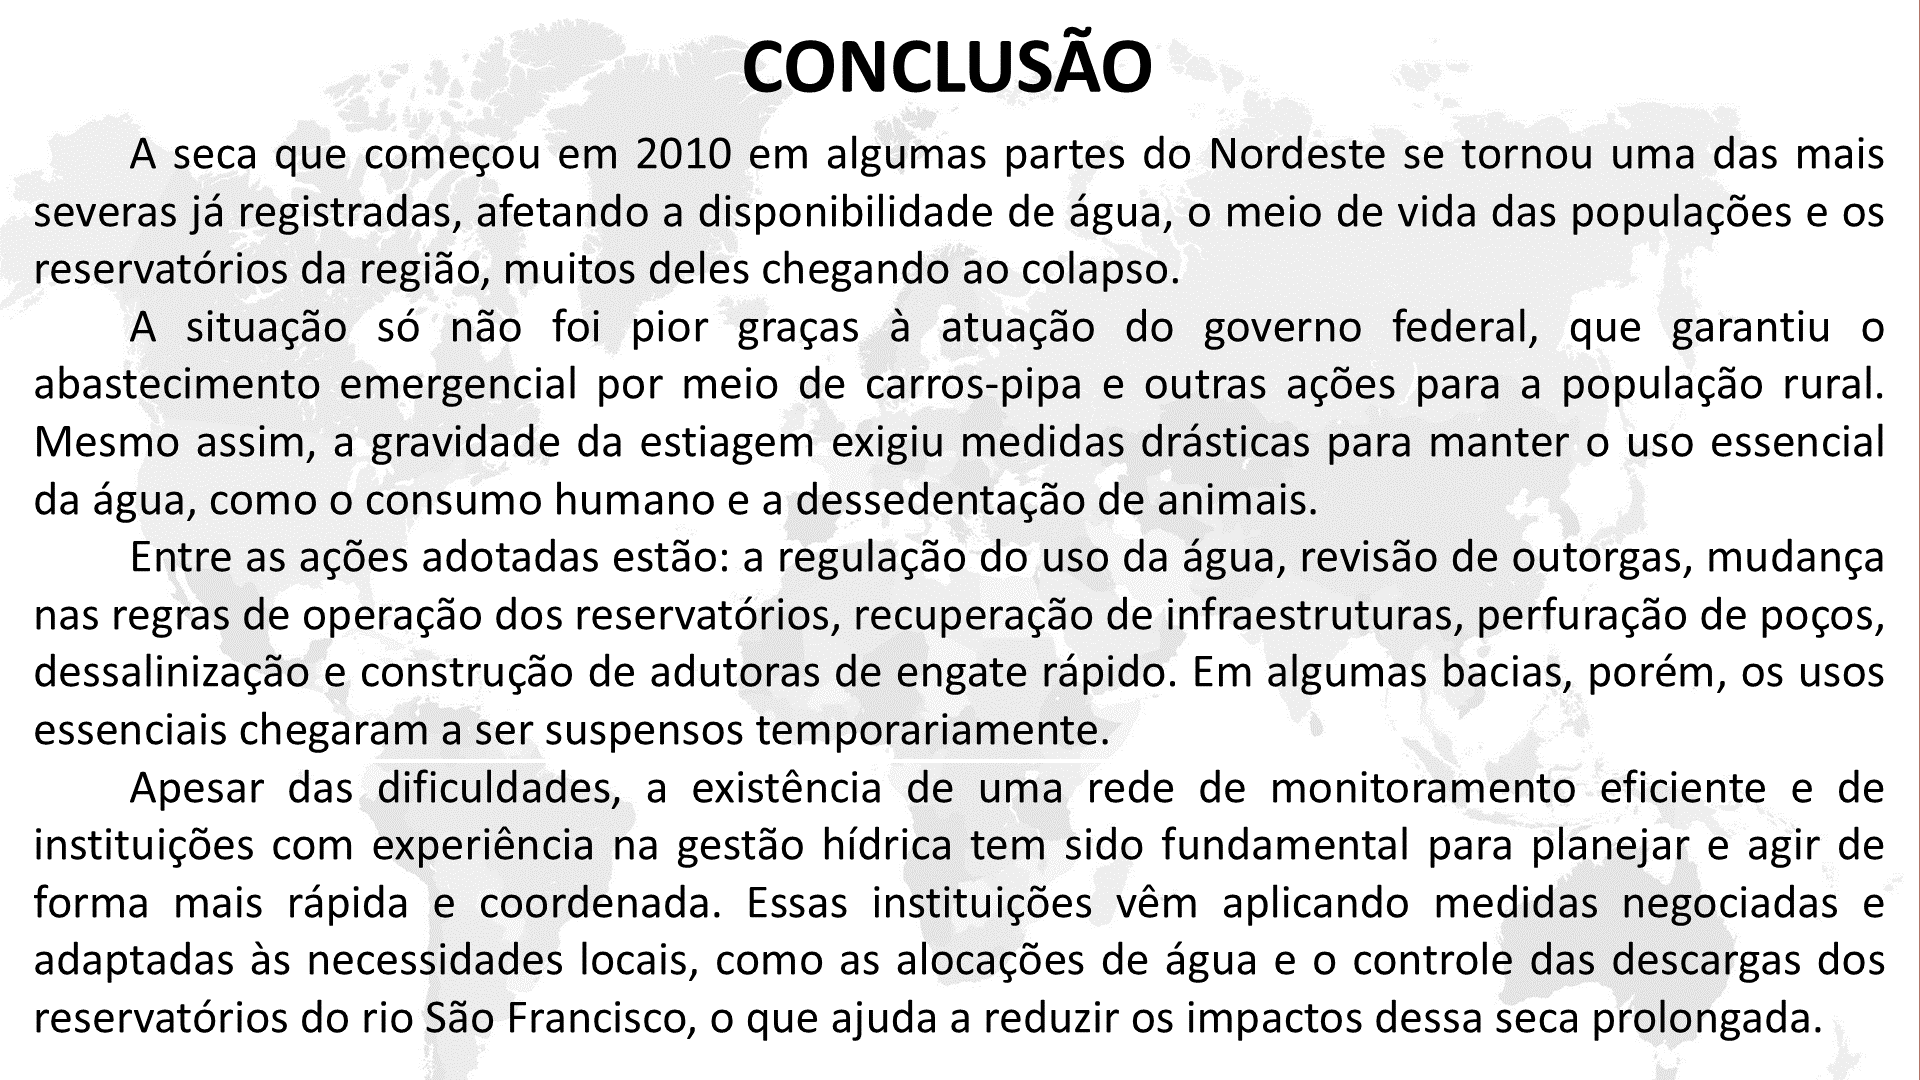 CONCLUSÃO
A seca que começou em 2010 em algumas partes do Nordeste se tornou uma das mais
severas já registradas, afetando a disponibilidade de água, o meio de vida das populações e os
reservatórios da região, muitos deles chegando ao colapso.
A situação só não foi pior graças à atuação do governo federal, que garantiu o
abastecimento emergencial por meio de carros-pipa e outras ações para a população rural.
Mesmo assim, a gravidade da estiagem exigiu medidas drásticas para manter o uso essencial
da água, como o consumo humano e a dessedentação de animais.
Entre as ações adotadas estão: a regulação do uso da água, revisão de outorgas, mudança
nas regras de operação dos reservatórios, recuperação de infraestruturas, perfuração de poços,
dessalinização e construção de adutoras de engate rápido. Em algumas bacias, porém, os usos
essenciais chegaram a ser suspensos temporariamente.
Apesar das dificuldades, a existência de uma rede de monitoramento eficiente e de
instituições com experiência na gestão hídrica tem sido fundamental para planejar e agir de
forma mais rápida e coordenada. Essas instituições vêm aplicando medidas negociadas e
adaptadas às necessidades locais, como as alocações de água e o controle das descargas dos
reservatórios do rio São Francisco, o que ajuda a reduzir os impactos dessa seca prolongada.